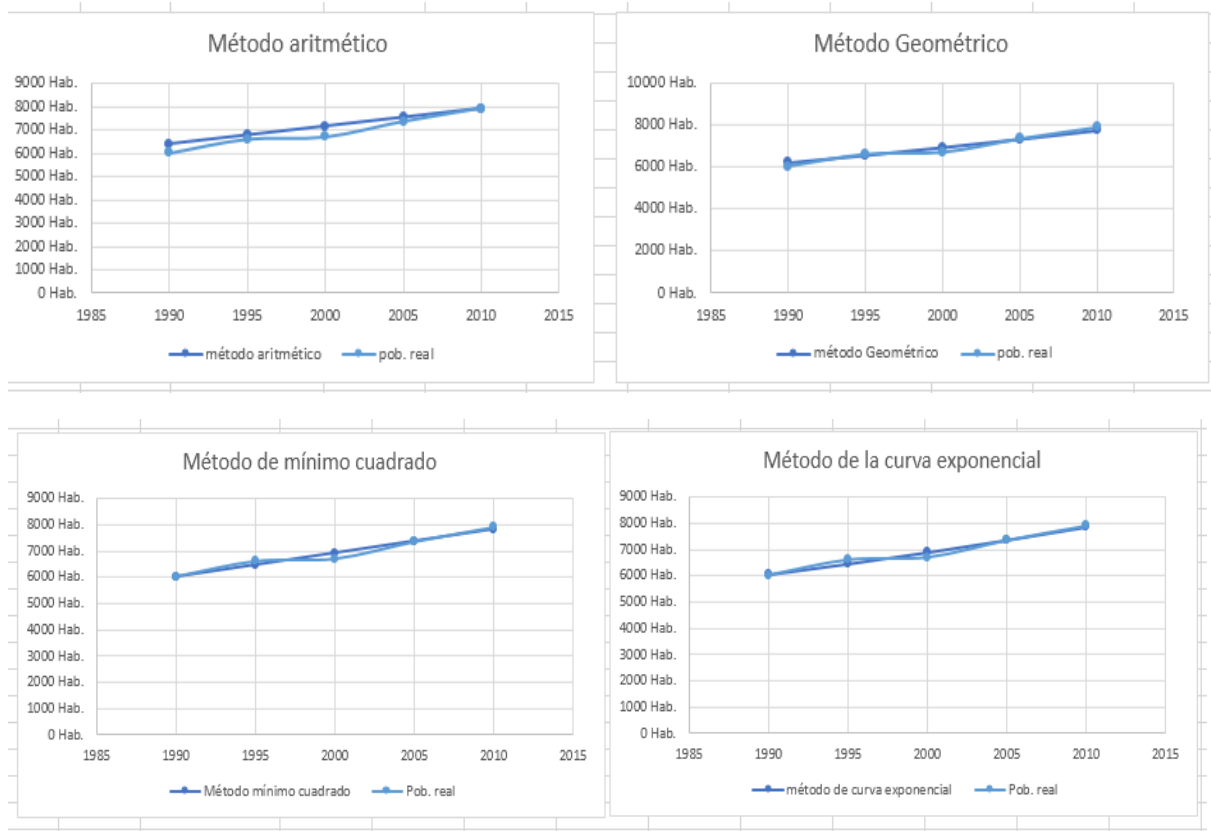 Método aritmético
9000 Hab.
8000 Hab.
7000 Hab.
6000 Hab.
5000 Hab.
4000 Hab.
3000 Hab.
2000 Hab.
1000 Hab.
0 Hab.
1985 1990 1995 2000 2005 2010 2015
método aritmético pob. real
Método Geométrico
10000 Hab.
8000 Hab.
6000 Hab.
4000 Hab.
2000 Hab.
0 Hab.
1985 1990 1995 2000 2005 2010 2015
método Geométrico pob. real
Método de mínimo cuadrado
9000 Hab.
8000 Hab.
7000 Hab.
6000 Hab.
5000 Hab.
4000 Hab.
3000 Hab.
2000 Hab.
1000 Hab.
0 Hab.
1985 1990 1995 2000 2005 2010 2015
Método mínimo cuadrado Pob. real
Método de la curva exponencial
9000 Hab.
8000 Hab.
7000 Hab.
6000 Hab.
5000 Hab.
4000 Hab.
3000 Hab.
2000 Hab.
1000 Hab.
0 Hab.
1985 1990 1995 2000 2005 2010 2015
método de curva exponencial Pob. real